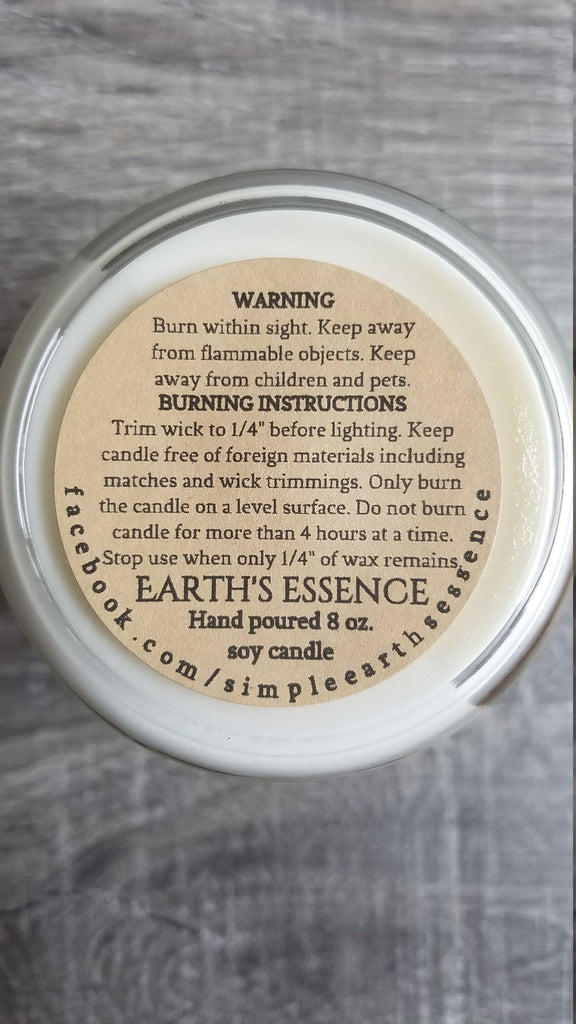 WARNING
Burn within sight. Keep away
from flammable objects. Keep
away from children and pets.
BURNING INSTRUCTIONS
Trim wick to 1/4" before lighting. Keep
candle free of foreign materials including
matches and wick trimmings. Only burn
the candle on a level surface. Do not burn
candle for more than 4 hours at a time.
Stop use when only 1/4" of wax remains.
EARTH'S ESSENCE
Hand poured 8 oz.
soy candle
facebook.com/simpleearthsessence